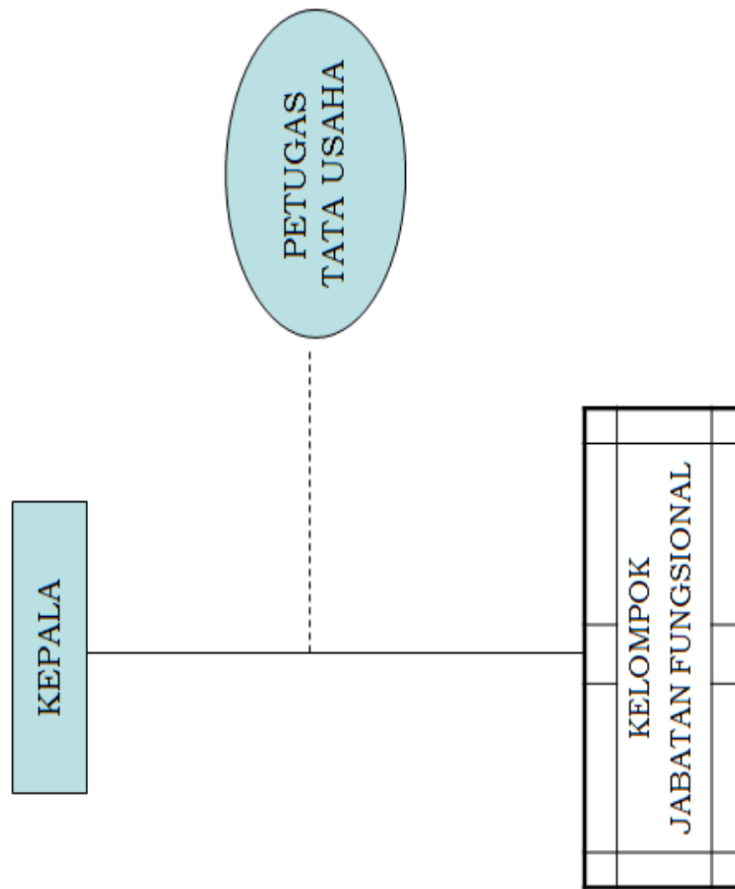 KEPALA
PETUGAS
TATA USAHA
KELOMPOK
JABATAN FUNGSIONAL